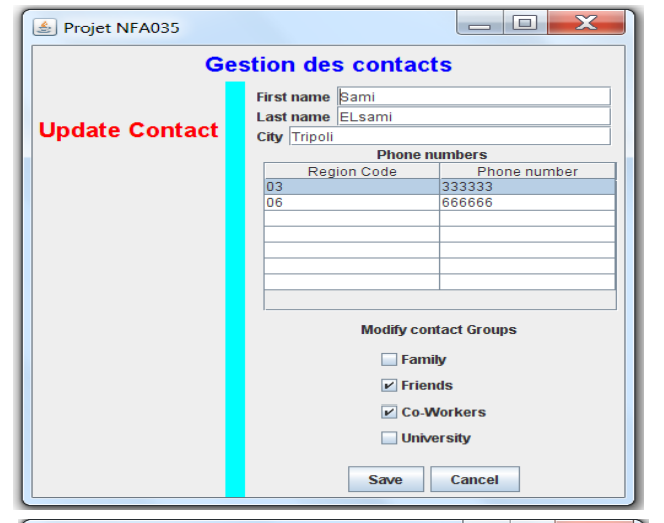 Projet NFA035
Gestion des contacts
Update Contact
First name Sami
Last name ELsami
City Tripoli
Phone numbers
Region Code Phone number
03 333333
06 666666
Modify contact Groups
Family
Friends
Co-Workers
University
Save Cancel